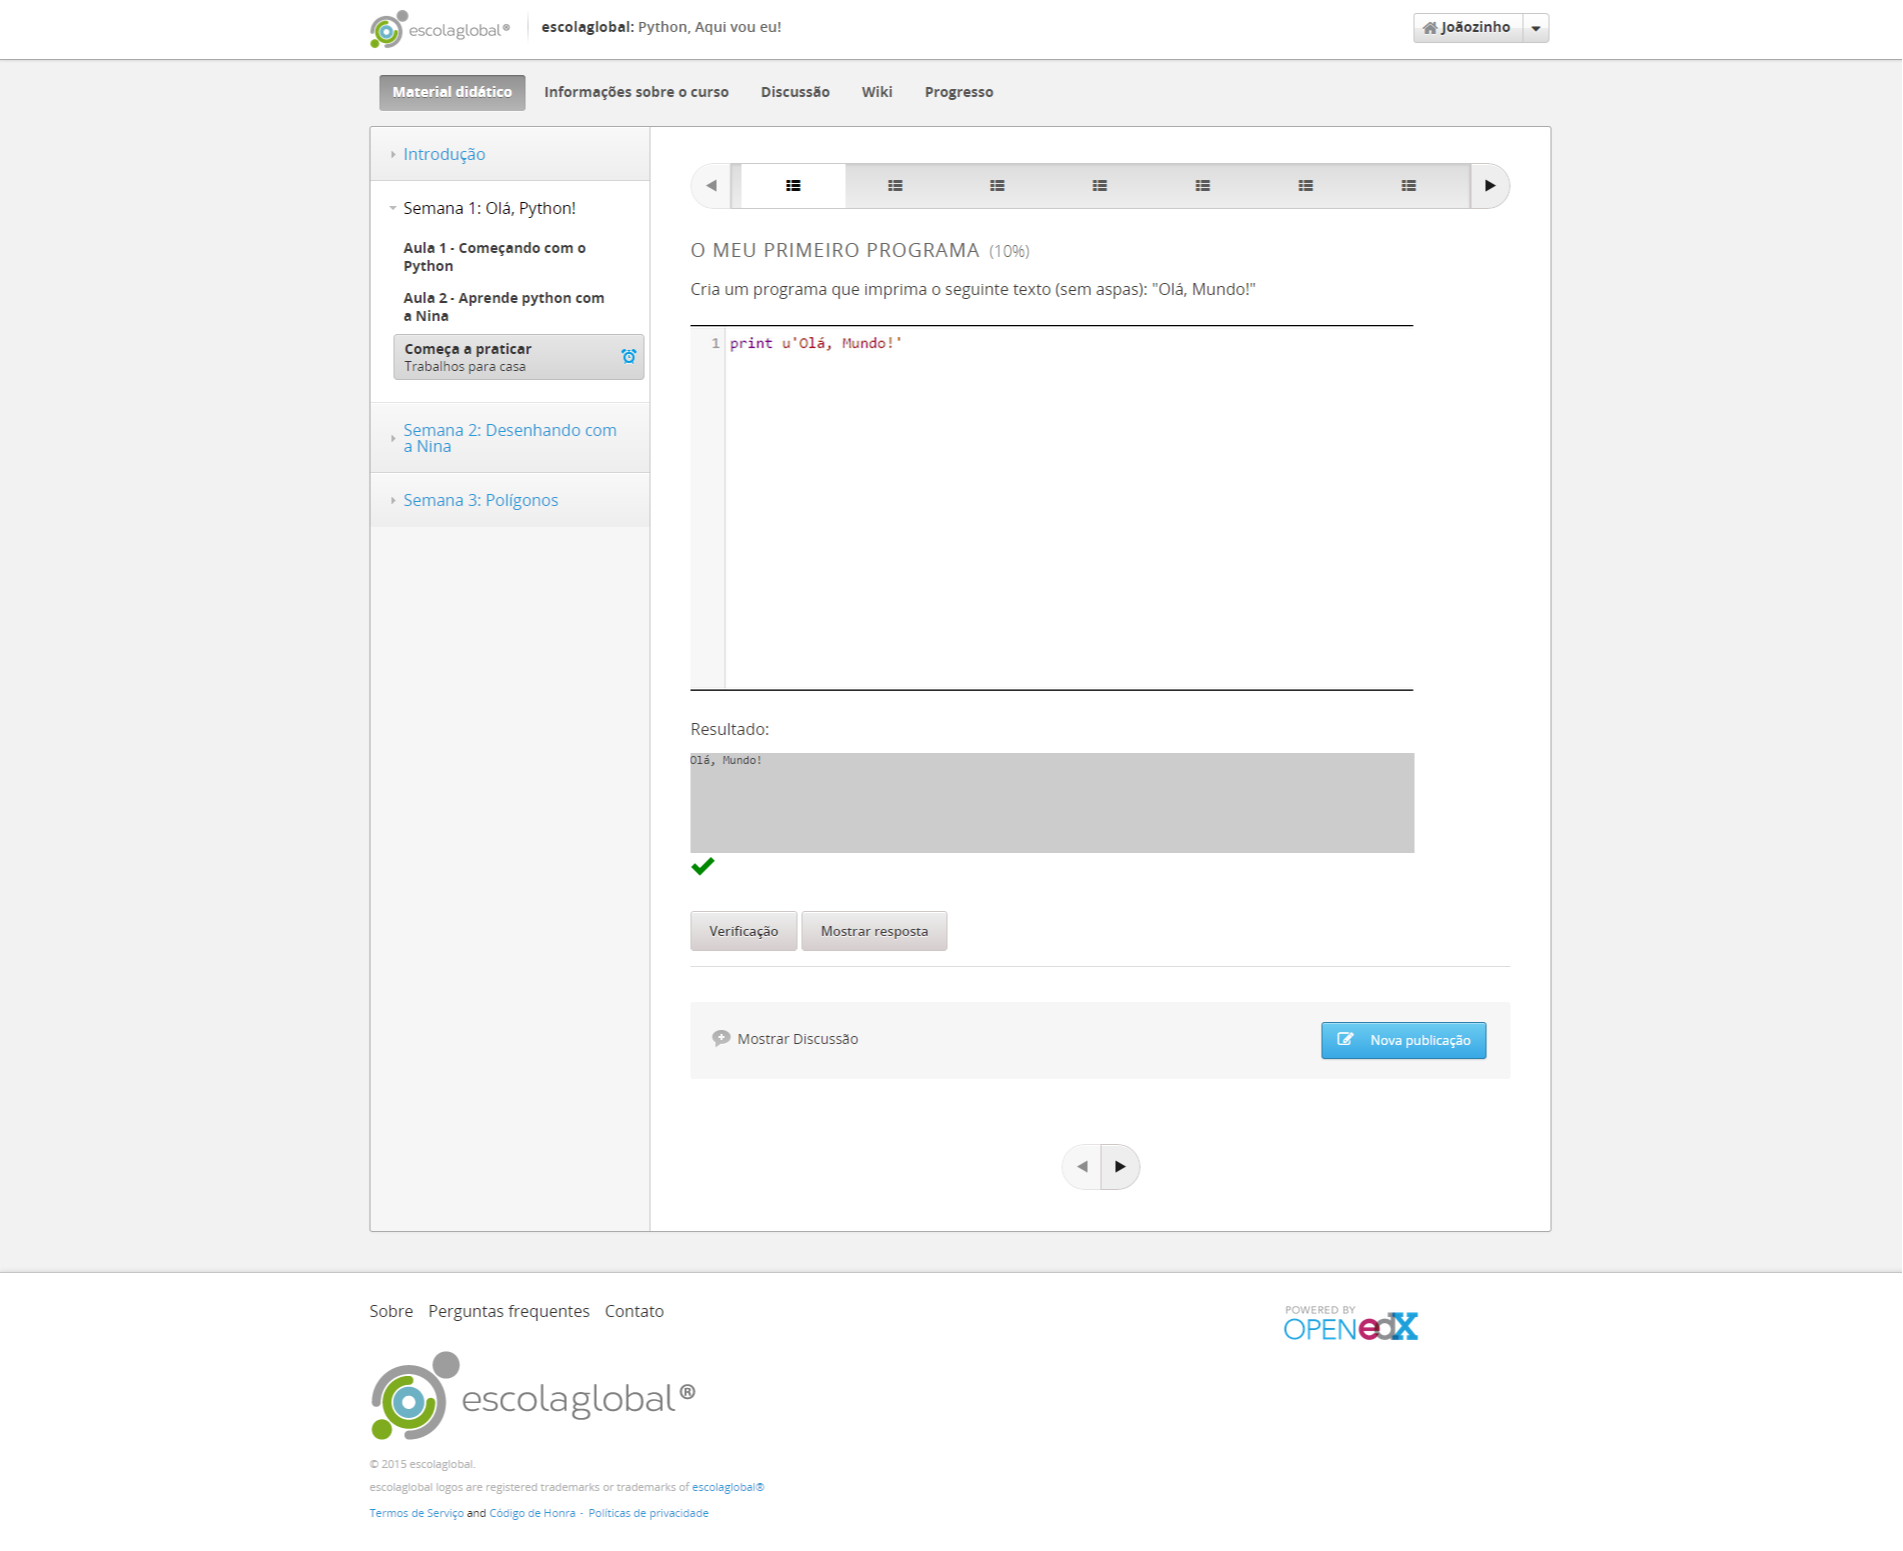 escolaglobal®
escolaglobal: Python, Aqui vou eu!
Joãozinho
Material didático
Informações sobre o curso
Discussão
Wiki
Progresso
Introdução
Semana 1: Olá, Python!
Aula 1 - Começando com o
Python
Aula 2 - Aprende python com
a Nina
Começa a praticar
Trabalhos para casa
Semana 2: Desenhando com
a Nina
Semana 3: Polígonos
O MEU PRIMEIRO PROGRAMA (10%)
Cria um programa que imprima o seguinte texto (sem aspas): "Olá, Mundo!"
1 print u'Olá, Mundo!'
Resultado:
Olá, Mundo!
Verificação
Mostrar resposta
Mostrar Discussão
Nova publicação
Sobre Perguntas frequentes Contato
POWERED BY
OPEN edX
escolaglobal®
© 2015 escolaglobal.
escolaglobal logos are registered trademarks or trademarks of escolaglobal®
Termos de Serviço and Código de Honra - Políticas de privacidade